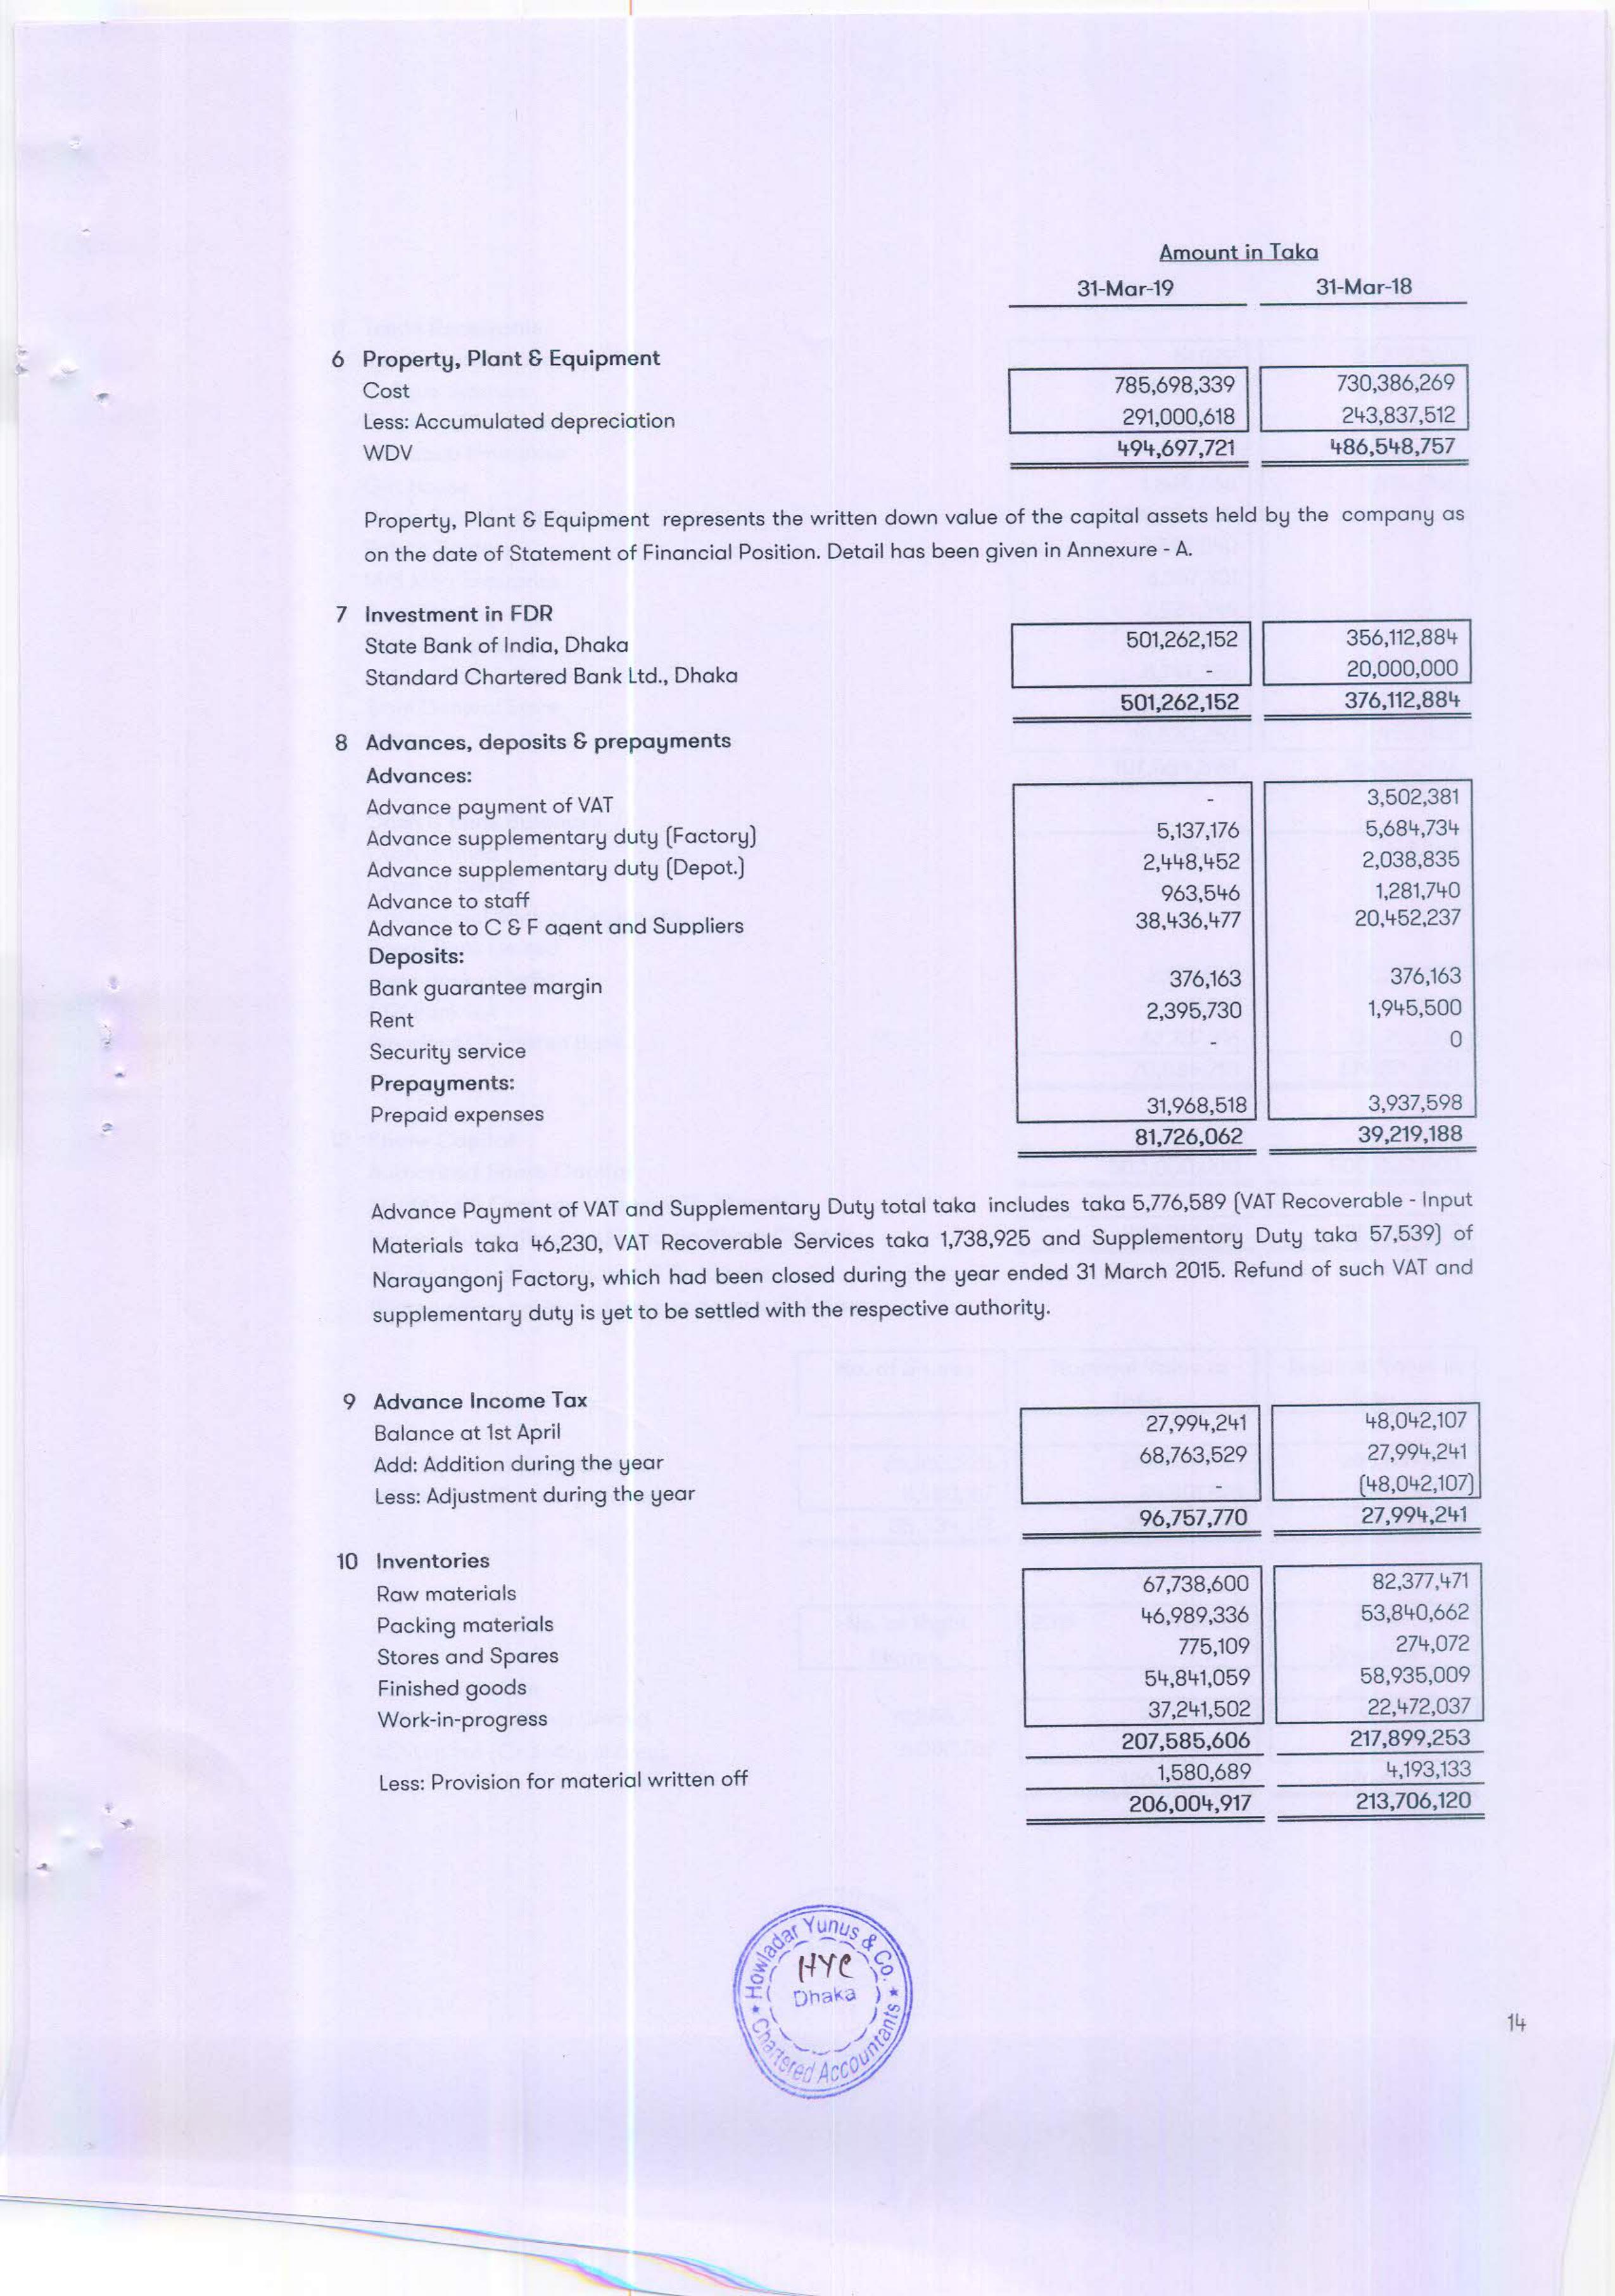 Amount in Taka
31-Mar-19 31-Mar-18
6 Property, Plant & Equipment
Cost 785,698,339 730,386,269
Less: Accumulated depreciation 291,000,618 243,837,512
WDV 494,697,721 486,548,757
Property, Plant & Equipment represents the written down value of the capital assets held by the company as
on the date of Statement of Financial Position. Detail has been given in Annexure - A.
7 Investment in FDR
State Bank of India, Dhaka 501,262,152 356,112,884
Standard Chartered Bank Ltd., Dhaka - 20,000,000
501,262,152 376,112,884
8 Advances, deposits & prepayments
Advances:
Advance payment of VAT - 3,502,381
Advance supplementary duty (Factory) 5,137,176 5,684,734
Advance supplementary duty (Depot.) 2,448,452 2,038,835
Advance to staff 963,546 1,281,740
Advance to C & F agent and Suppliers 38,436,477 20,452,237
Deposits:
Bank guarantee margin 376,163 376,163
Rent 2,395,730 1,945,500
Security service - 0
Prepayments:
Prepaid expenses 31,968,518 3,937,598
81,726,062 39,219,188
Advance Payment of VAT and Supplementary Duty total taka includes taka 5,776,589 (VAT Recoverable - Input
Materials taka 46,230, VAT Recoverable Services taka 1,738,925 and Supplementory Duty taka 57,539) of
Narayangonj Factory, which had been closed during the year ended 31 March 2015. Refund of such VAT and
supplementary duty is yet to be settled with the respective authority.
9 Advance Income Tax
Balance at 1st April 27,994,241 48,042,107
Add: Addition during the year 68,763,529 27,994,241
Less: Adjustment during the year - (48,042,107)
96,757,770 27,994,241
10 Inventories
Raw materials 67,738,600 82,377,471
Packing materials 46,989,336 53,840,662
Stores and Spares 775,109 274,072
Finished goods 54,841,059 58,935,009
Work-in-progress 37,241,502 22,472,037
207,585,606 217,899,253
Less: Provision for material written off 1,580,689 4,193,133
206,004,917 213,706,120
Howladar Yunus & Co.
HYC
Dhaka
* Chartered Accountants *
14